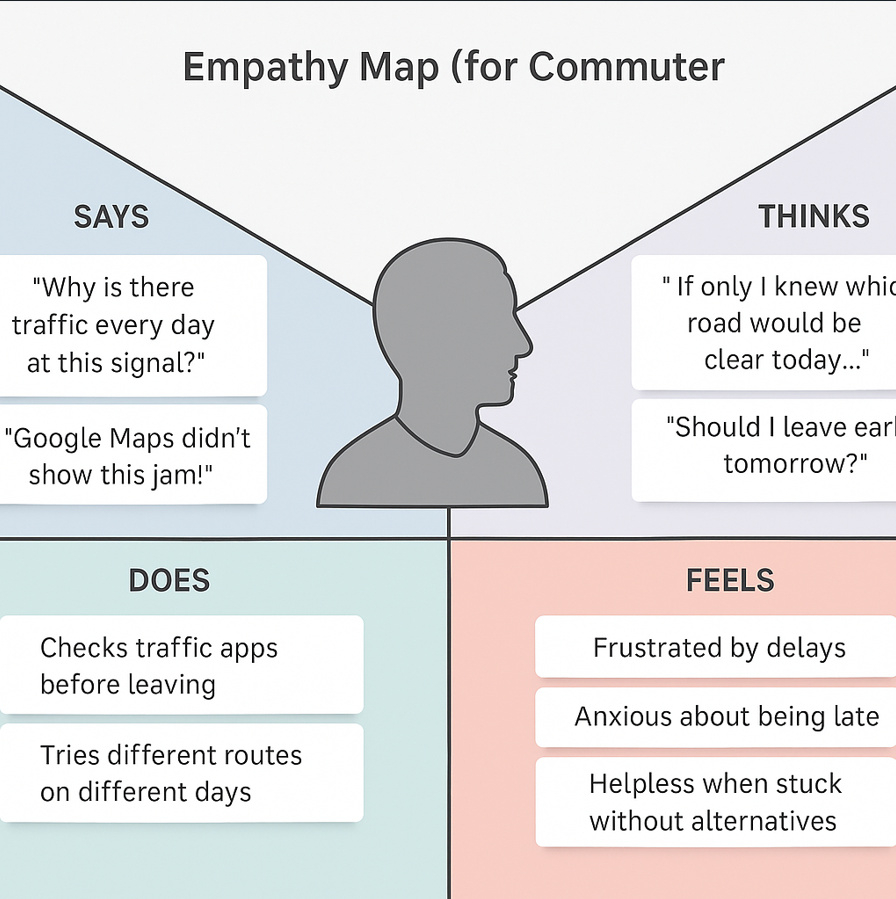 Empathy Map (for Commuter
SAYS
"Why is there
traffic every day
at this signal?"
"Google Maps didn't
show this jam!"
THINKS
" If only I knew whic
road would be
clear today..."
"Should I leave earl
tomorrow?"
DOES
Checks traffic apps
before leaving
Tries different routes
on different days
FEELS
Frustrated by delays
Anxious about being late
Helpless when stuck
without alternatives